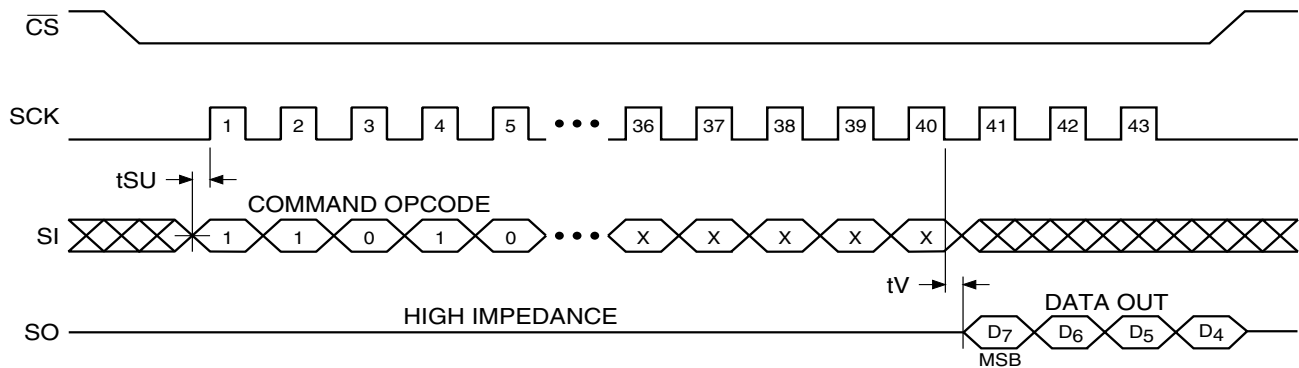 CS
SCK
1 2 3 4 5 ••• 36 37 38 39 40 41 42 43
tSU
COMMAND OPCODE
SI
1 1 0 1 0 ••• X X X X X
tV
DATA OUT
HIGH IMPEDANCE
SO
D7 D6 D5 D4
MSB